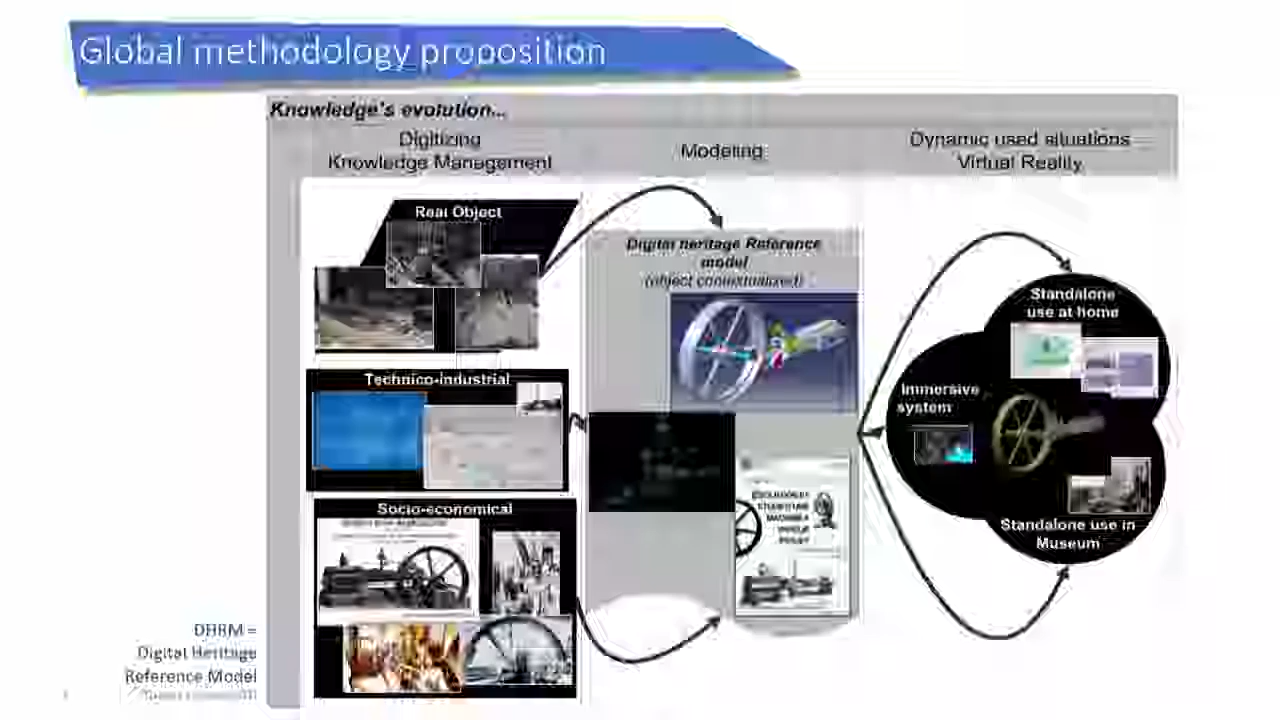 Global methodology proposition
Knowledge's evolution...
Digitizing
Knowledge Management
Modeling
Dynamic used situations
Virtual Reality
Real Object
Digital heritage Reference
model
(object contextualized)
Technico-industrial
Socio-economical
Standalone
use at home
Immersive
system
Standalone use in
Museum
DHRM =
Digital Heritage
Reference Model